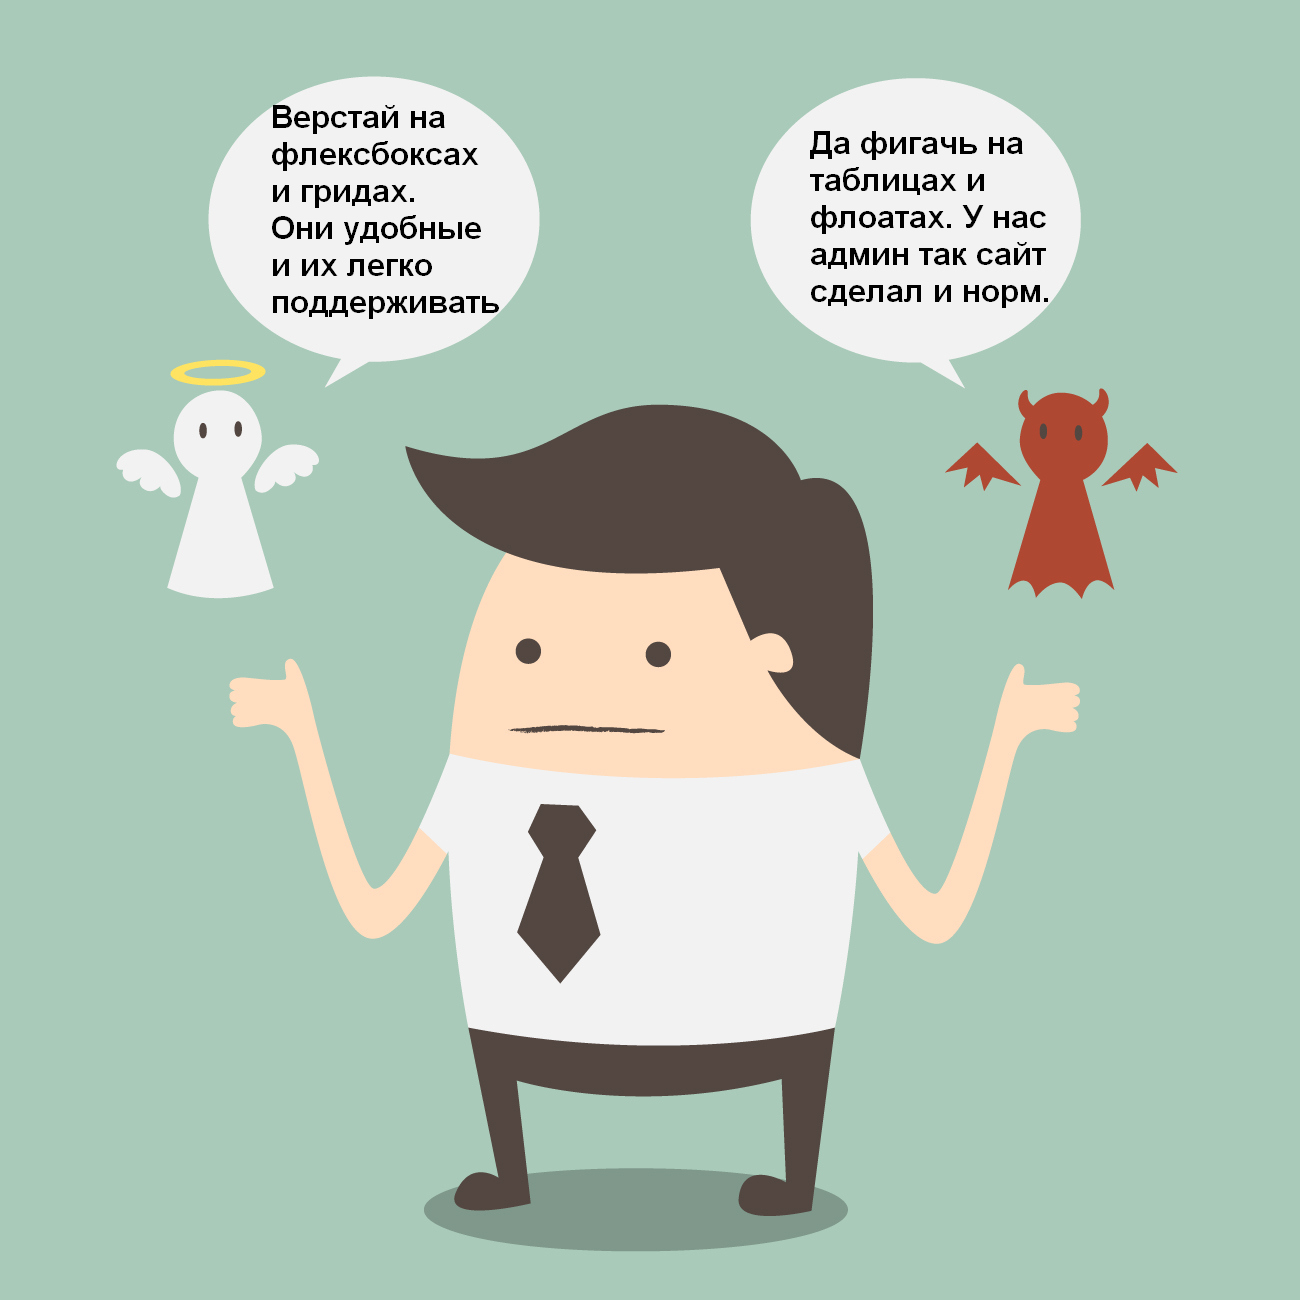 Верстай на
флексбоксах
и гридах.
Они удобные
и их легко
поддерживать
Да фигачь на
таблицах и
флоатах. У нас
админ так сайт
сделал и норм.